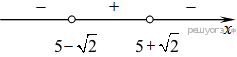 − + −
x
5−√2 5+√2
решуогэ.рф